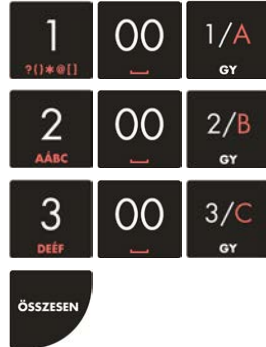 1 00 1/A
?()*@[] GY
2 00 2/B
AÁBC GY
3 00 3/C
DEÉF GY
ÖSSZESEN